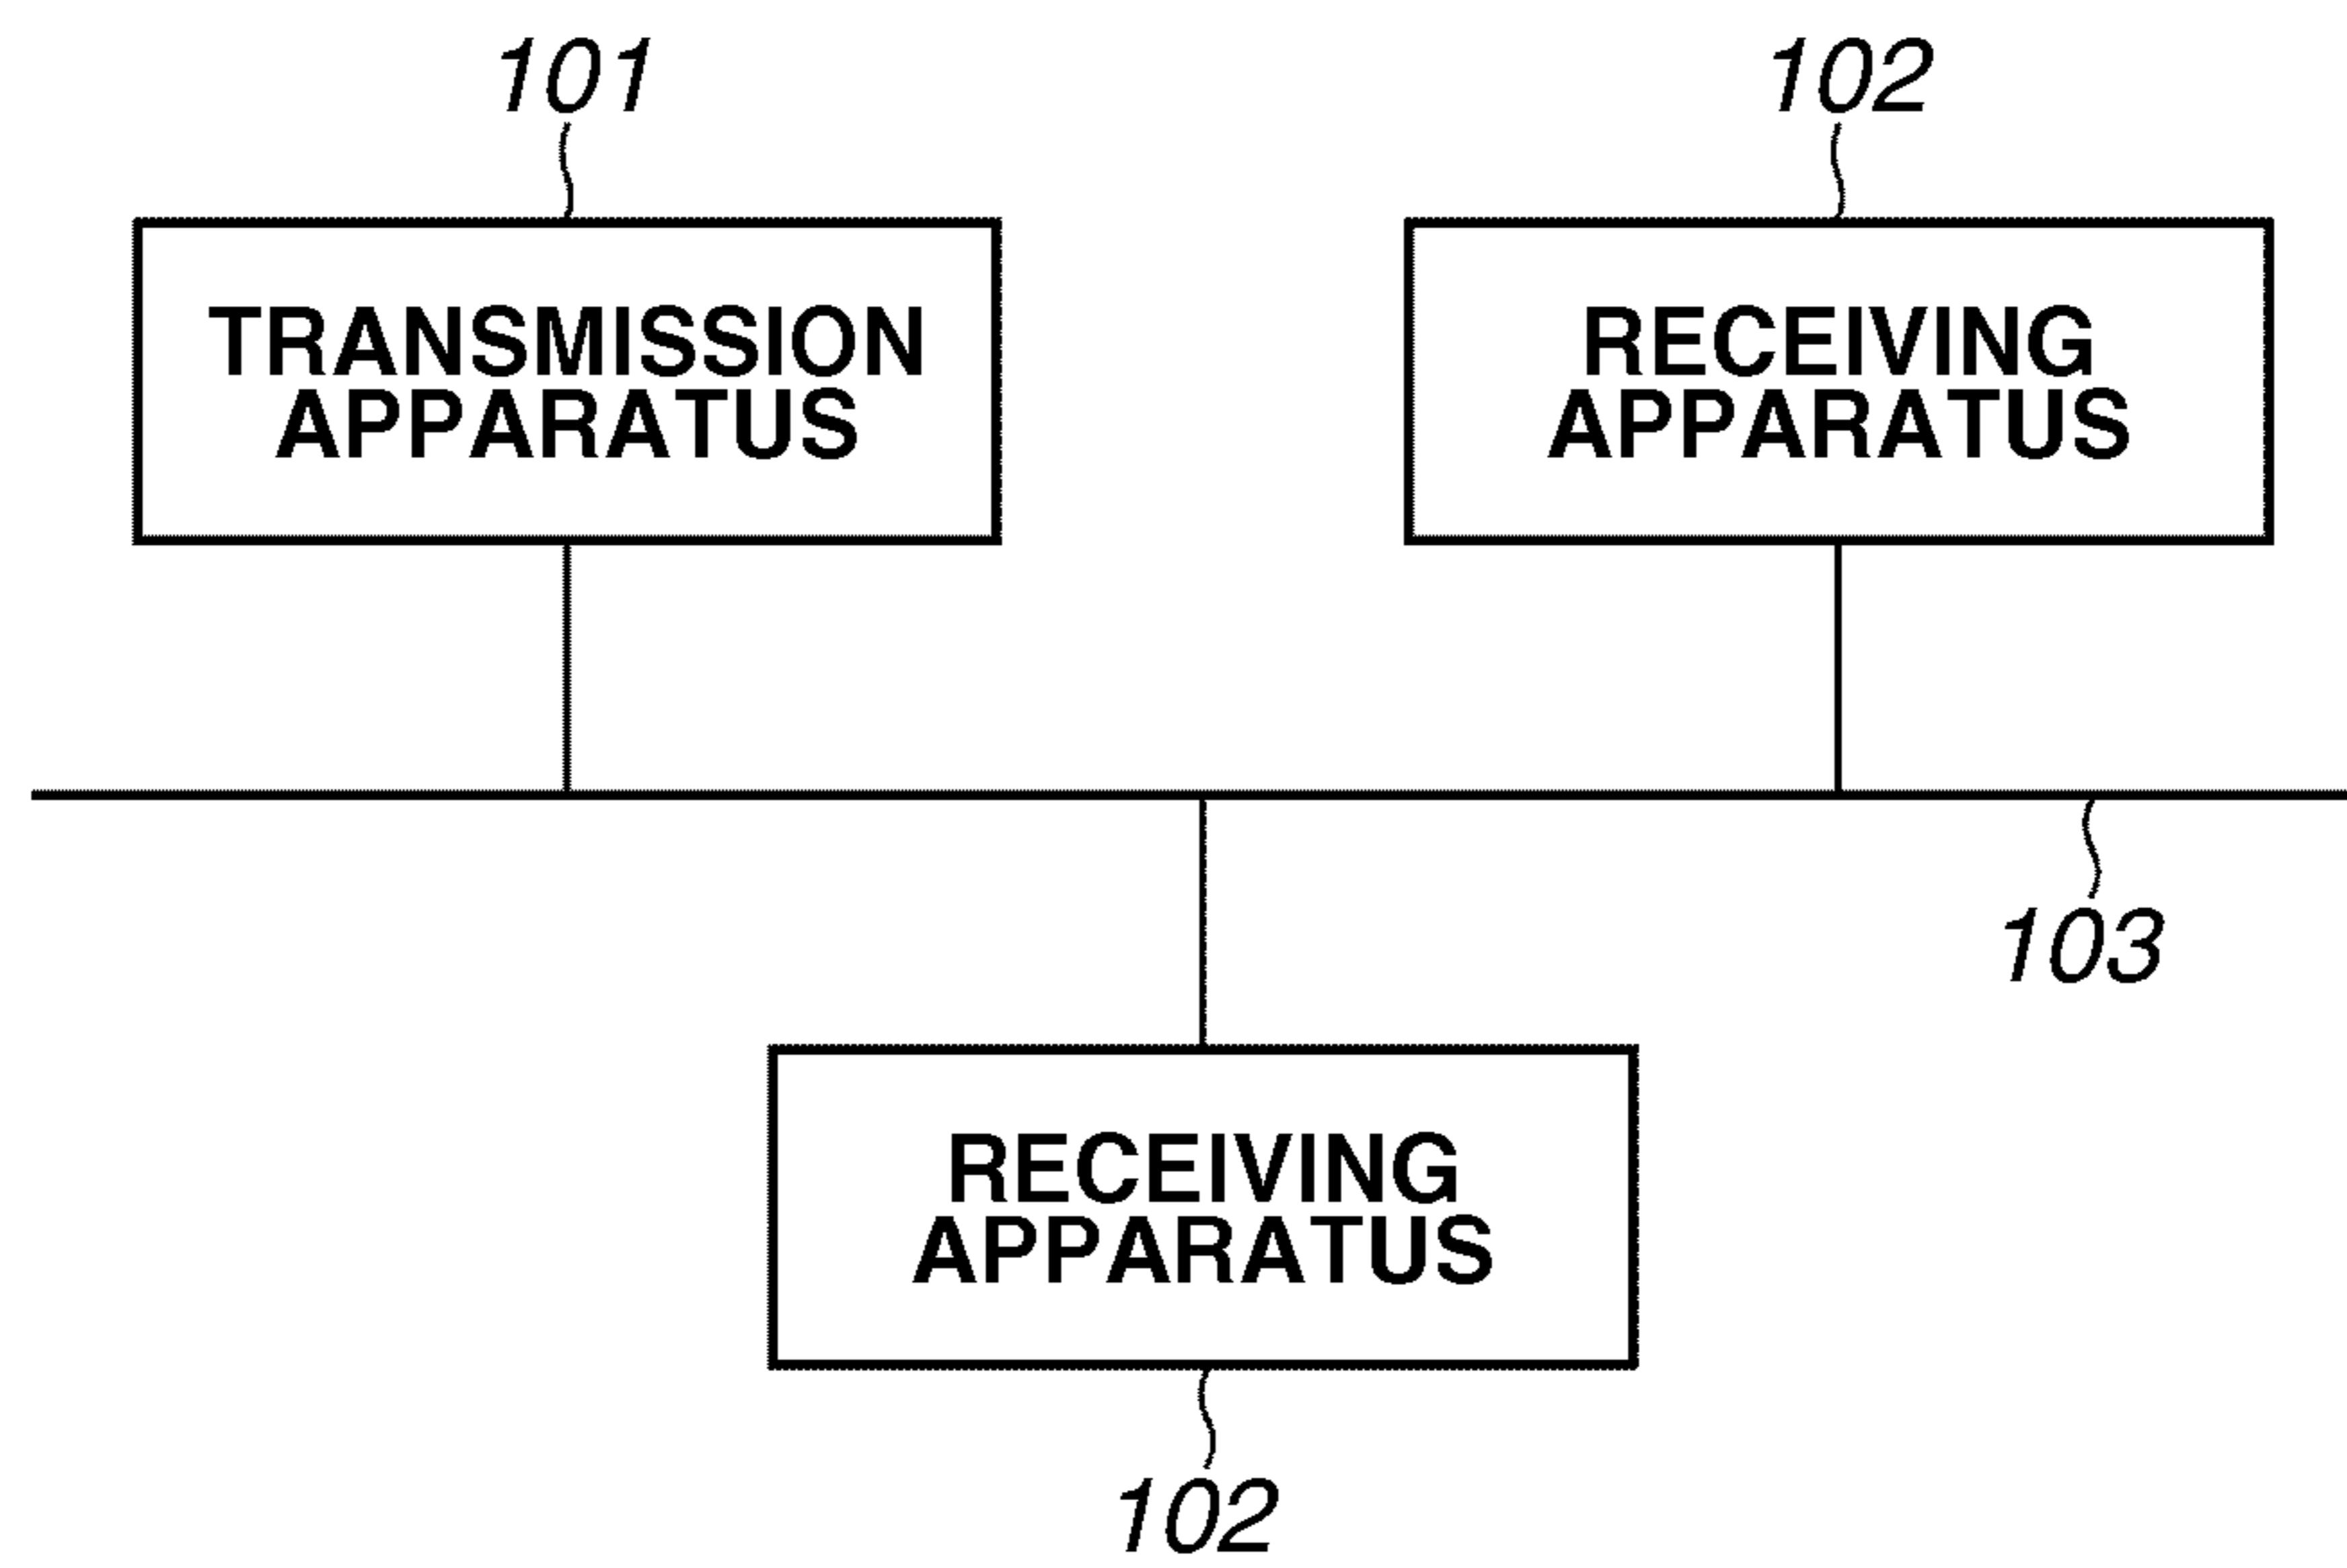 101
102
TRANSMISSION
APPARATUS
RECEIVING
APPARATUS
103
RECEIVING
APPARATUS
102